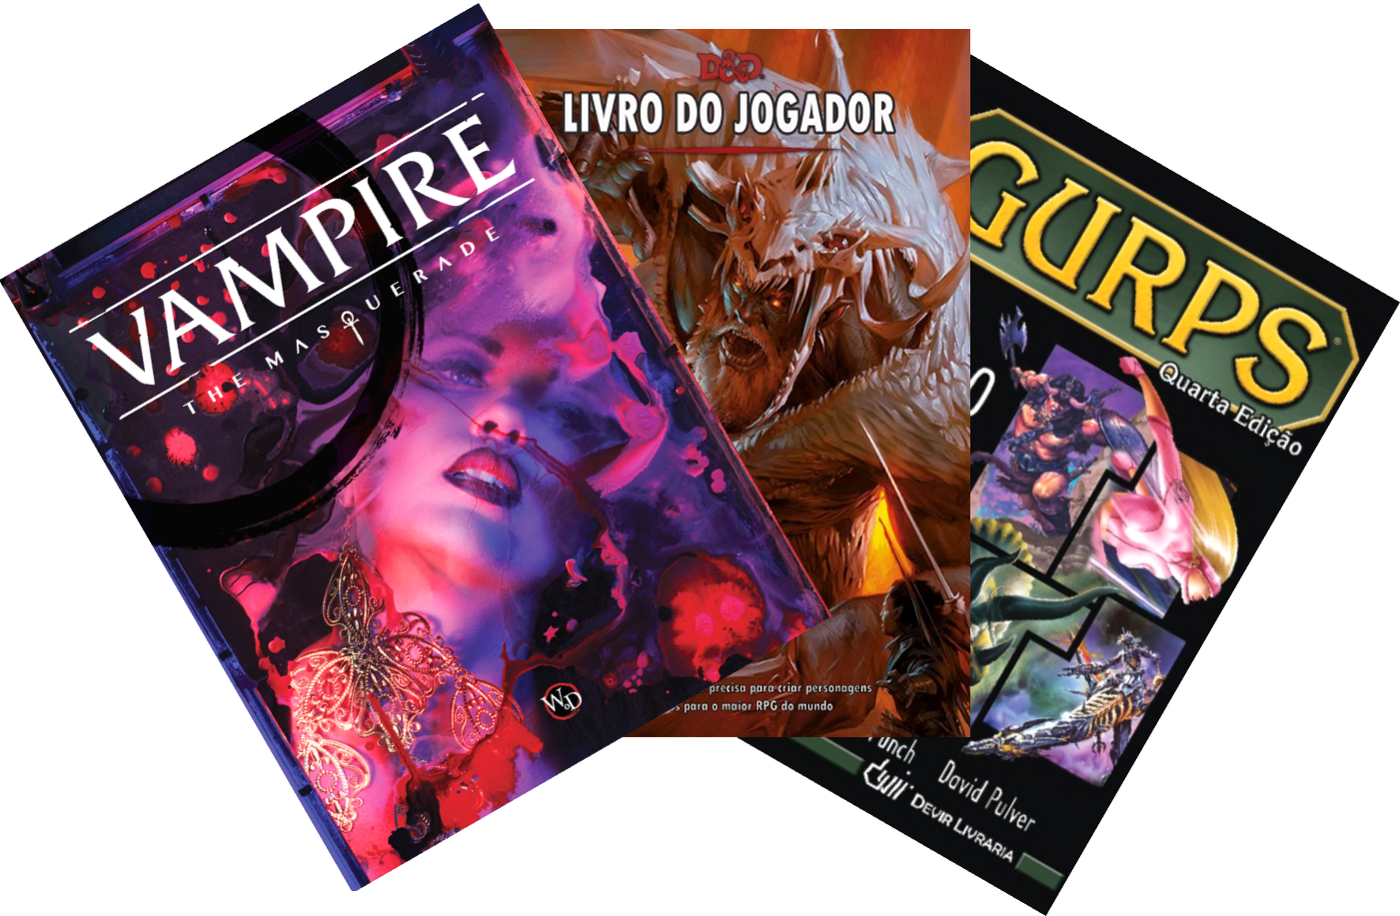 VAMPIRE
THE MASQUERADE
WD
D&D
LIVRO DO JOGADOR
precisa para criar personagens
para o maior RPG do mundo
GURPS
Quarta Edição
David Pulver
DEVIR LIVRARIA